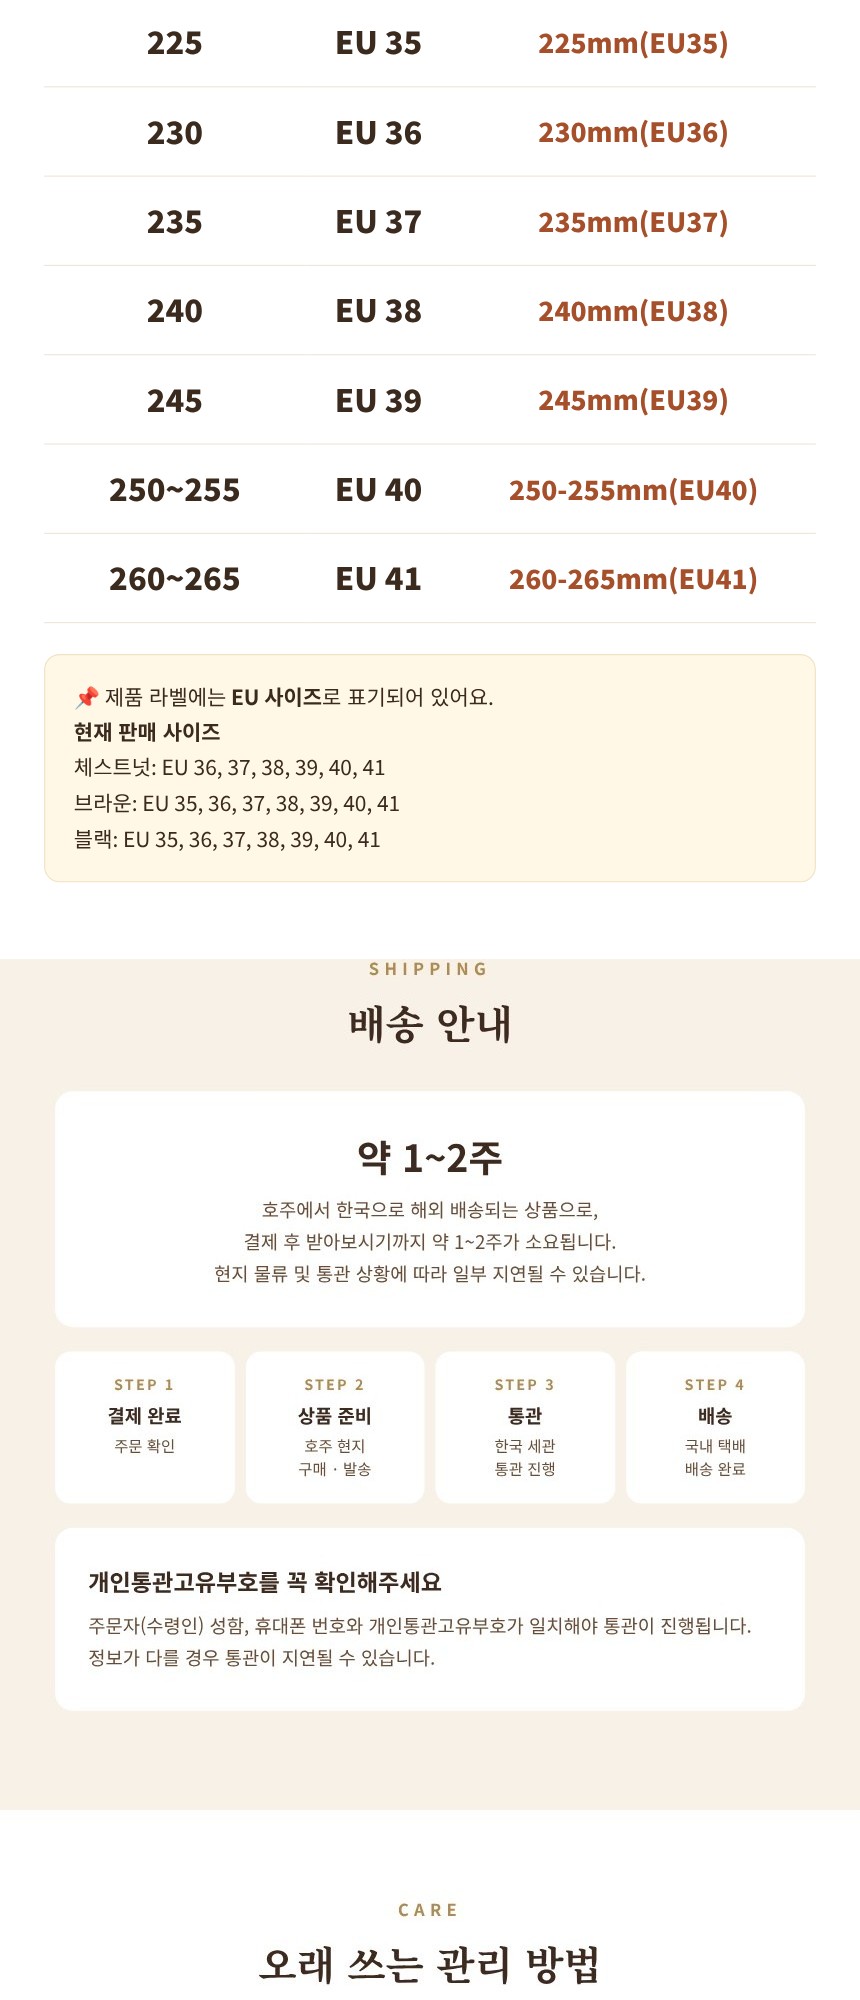 225 EU 35 225mm(EU35)
230 EU 36 230mm(EU36)
235 EU 37 235mm(EU37)
240 EU 38 240mm(EU38)
245 EU 39 245mm(EU39)
250~255 EU 40 250-255mm(EU40)
260~265 EU 41 260-265mm(EU41)
📌 제품 라벨에는 EU 사이즈로 표기되어 있어요.
현재 판매 사이즈
체스트넛: EU 36, 37, 38, 39, 40, 41
브라운: EU 35, 36, 37, 38, 39, 40, 41
블랙: EU 35, 36, 37, 38, 39, 40, 41
SHIPPING
배송 안내
약 1~2주
호주에서 한국으로 해외 배송되는 상품으로,
결제 후 받아보시기까지 약 1~2주가 소요됩니다.
현지 물류 및 통관 상황에 따라 일부 지연될 수 있습니다.
STEP 1
결제 완료
주문 확인
STEP 2
상품 준비
호주 현지
구매 · 발송
STEP 3
통관
한국 세관
통관 진행
STEP 4
배송
국내 택배
배송 완료
개인통관고유부호를 꼭 확인해주세요
주문자(수령인) 성함, 휴대폰 번호와 개인통관고유부호가 일치해야 통관이 진행됩니다.
정보가 다를 경우 통관이 지연될 수 있습니다.
CARE
오래 쓰는 관리 방법